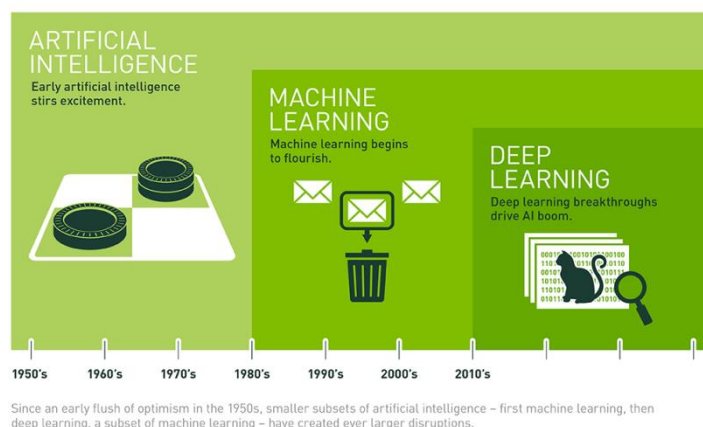 ARTIFICIAL
INTELLIGENCE
Early artificial intelligence
stirs excitement.
MACHINE
LEARNING
Machine learning begins
to flourish.
DEEP
LEARNING
Deep learning breakthroughs
drive AI boom.
1950's 1960's 1970's 1980's 1990's 2000's 2010's
Since an early flush of optimism in the 1950s, smaller subsets of artificial intelligence – first machine learning, then
deep learning, a subset of machine learning – have created ever larger disruptions.